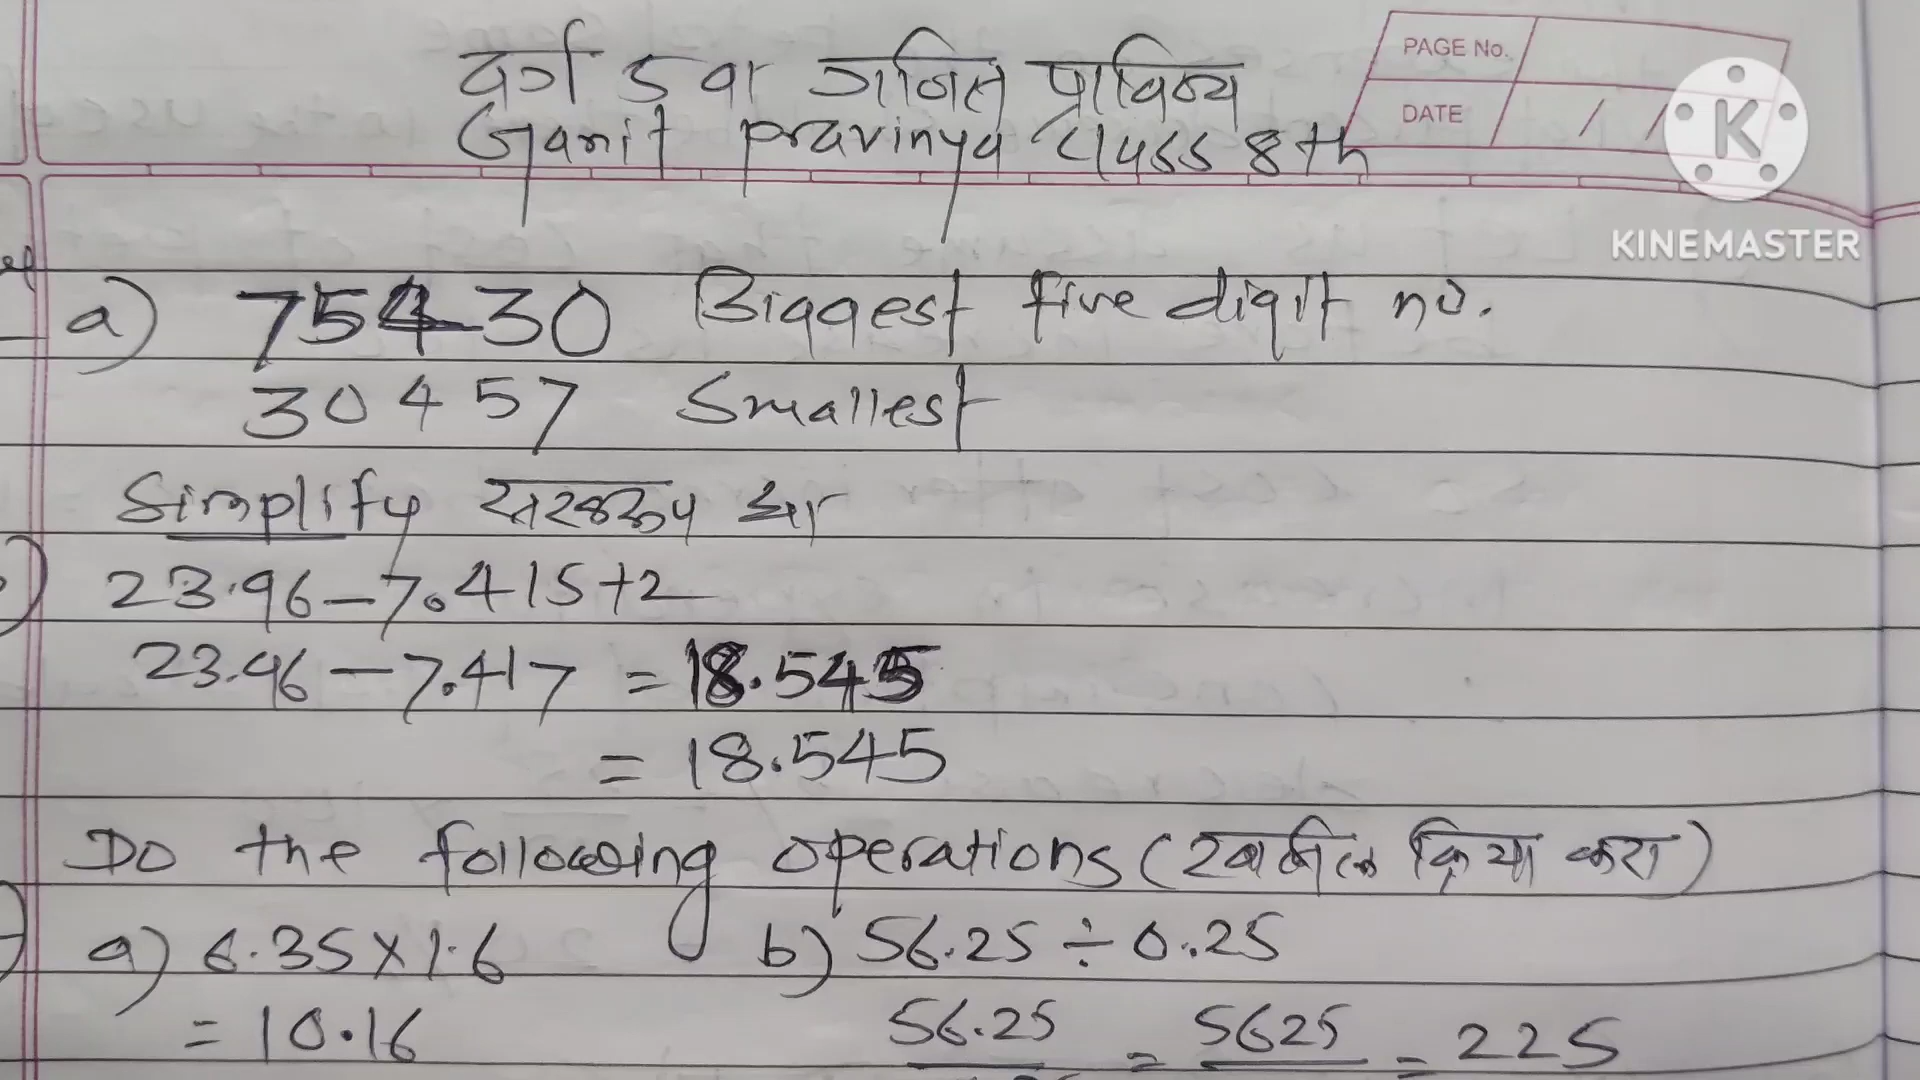 वर्ग 8 वा गणित प्राविण्य
Ganit pravinya class 8th
PAGE No.
DATE / /
K
KINEMASTER
a) 75430 Biggest five digit no.
30457 Smallest
Simplify सरळरूप द्या
23.96-7.415+2
23.96-7.417 = 18.545
= 18.545
Do the following operations (खालील क्रिया करा)
a) 6.35×1.6 b) 56.25÷0.25
= 10.16 56.25 = 5625 = 225